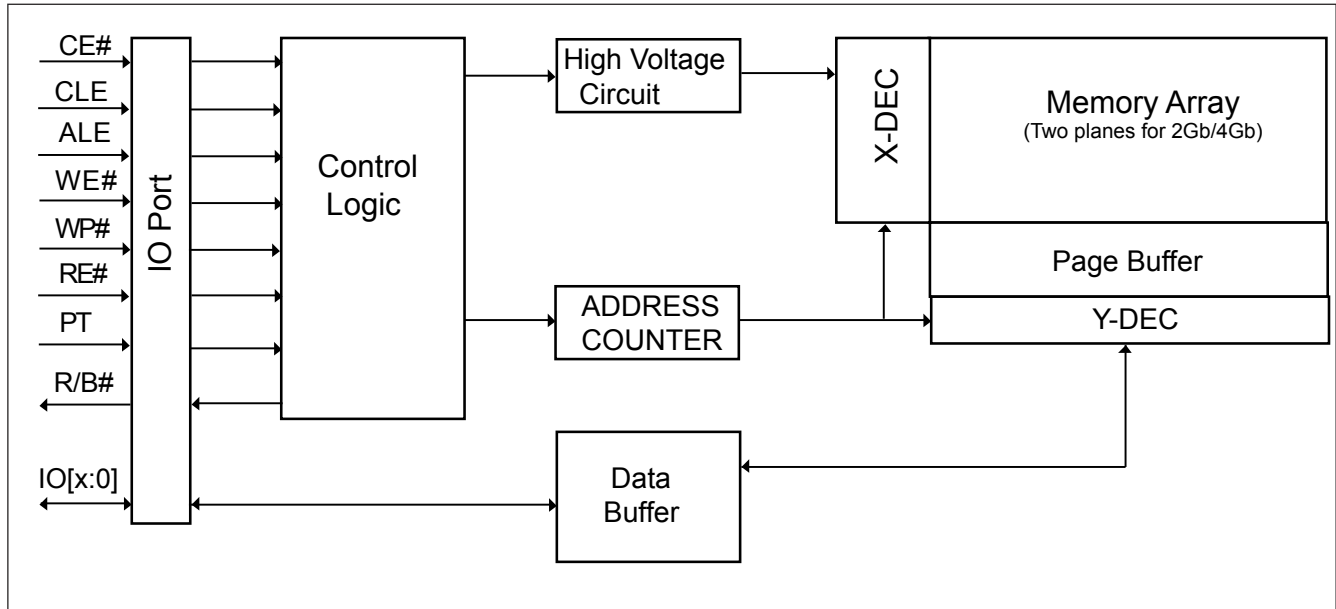 CE#
CLE
ALE
WE#
WP#
RE#
PT
R/B#
IO[x:0]
IO Port
Control
Logic
High Voltage
Circuit
ADDRESS
COUNTER
Data
Buffer
X-DEC
Memory Array
(Two planes for 2Gb/4Gb)
Page Buffer
Y-DEC